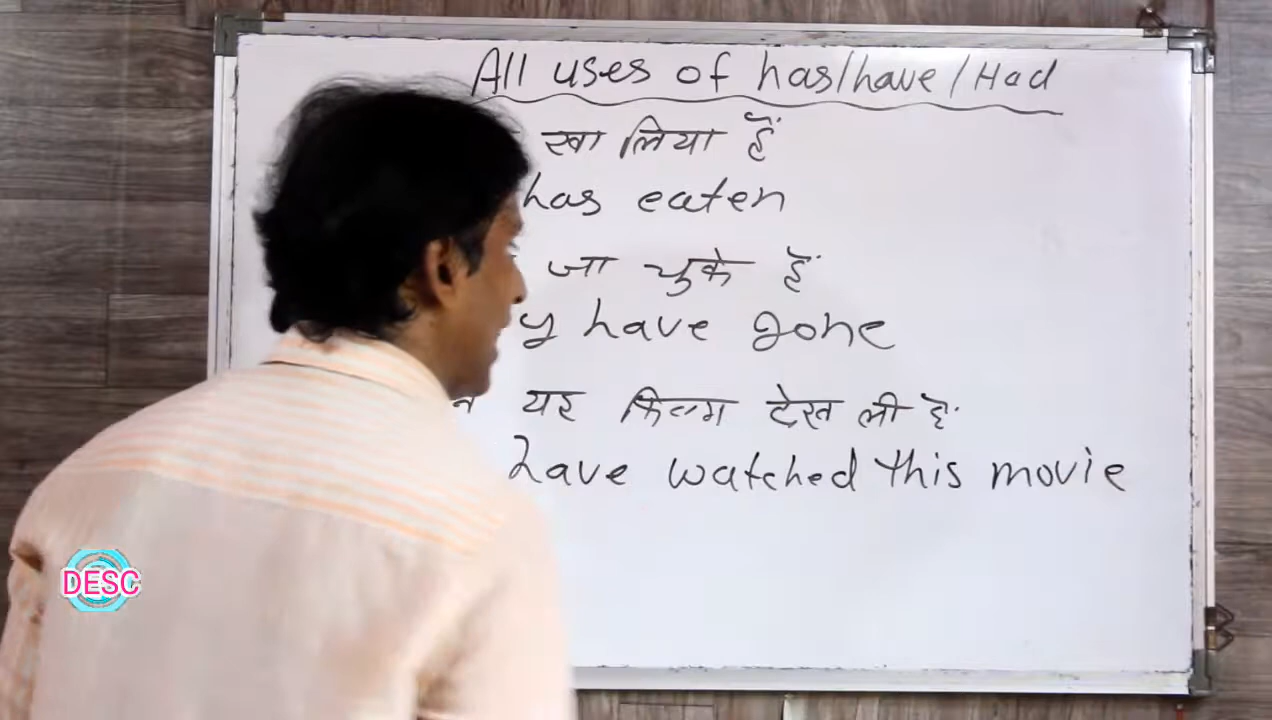 All uses of has/have/Had
खा लिया हैं
has eaten
जा चुके हैं
have gone
यह फिल्म देख ली है
have watched this movie
DESC